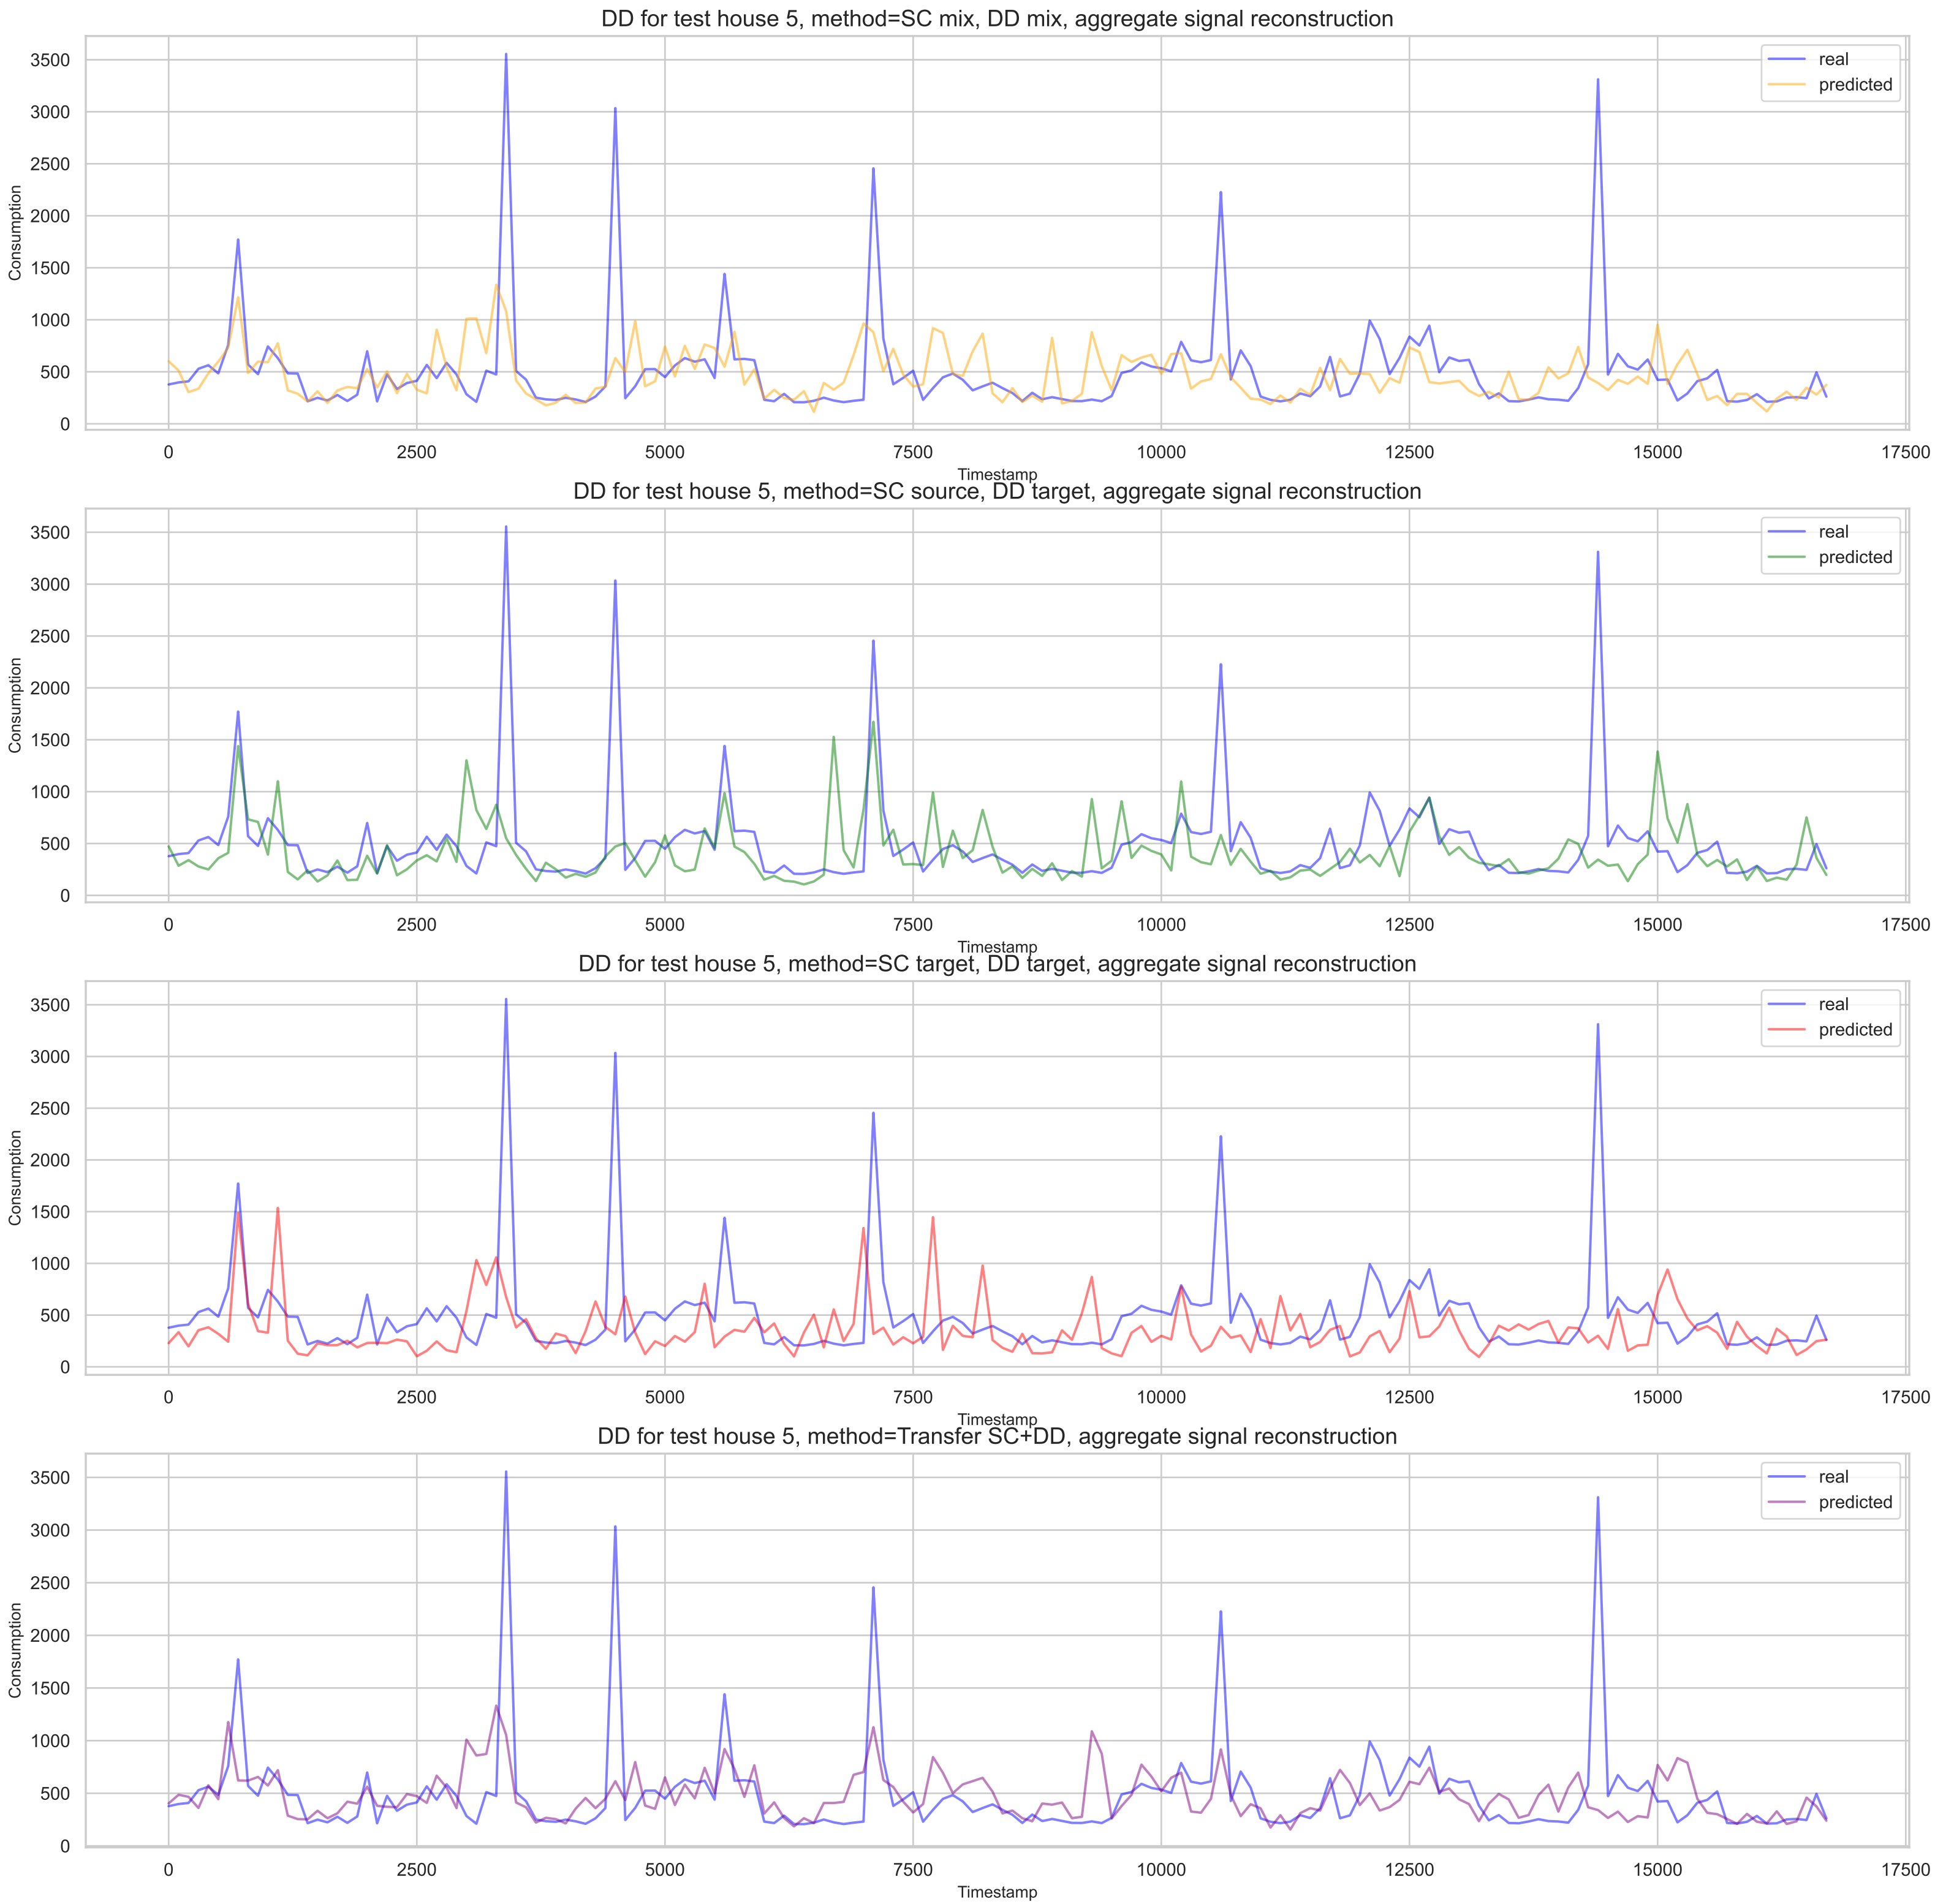 DD for test house 5, method=SC mix, DD mix, aggregate signal reconstruction
3500
3000
2500
2000
1500
1000
500
0
Consumption
real
predicted
0 2500 5000 7500 10000 12500 15000 17500
Timestamp
DD for test house 5, method=SC source, DD target, aggregate signal reconstruction
3500
3000
2500
2000
1500
1000
500
0
Consumption
real
predicted
0 2500 5000 7500 10000 12500 15000 17500
Timestamp
DD for test house 5, method=SC target, DD target, aggregate signal reconstruction
3500
3000
2500
2000
1500
1000
500
0
Consumption
real
predicted
0 2500 5000 7500 10000 12500 15000 17500
Timestamp
DD for test house 5, method=Transfer SC+DD, aggregate signal reconstruction
3500
3000
2500
2000
1500
1000
500
0
Consumption
real
predicted
0 2500 5000 7500 10000 12500 15000 17500
Timestamp